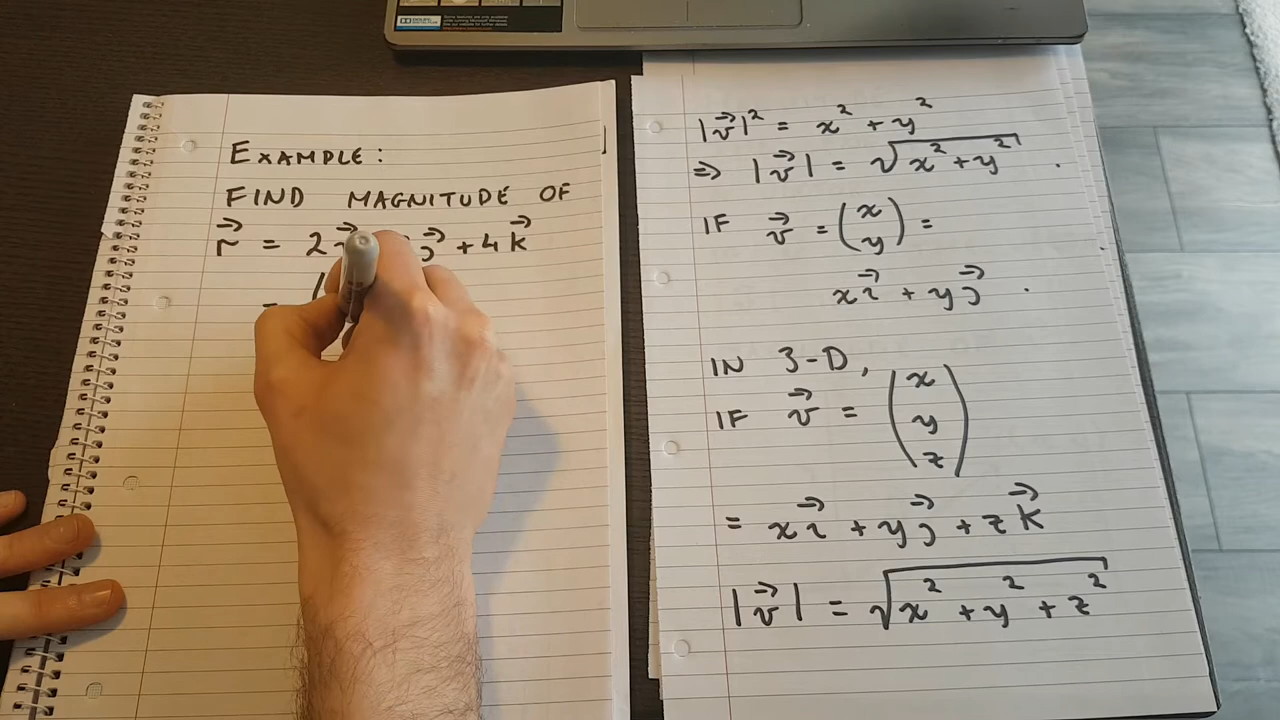 EXAMPLE:
FIND MAGNITUDE OF
r⃗ = 2 j⃗ + 4k⃗
= (
|v⃗|² = x² + y²
⇒ |v⃗| = √(x² + y²) .
IF v⃗ = (x y) =
xi⃗ + yj⃗ .
IN 3-D,
IF v⃗ = (x y z)
= xi⃗ + yj⃗ + zk⃗
|v⃗| = √(x² + y² + z²)